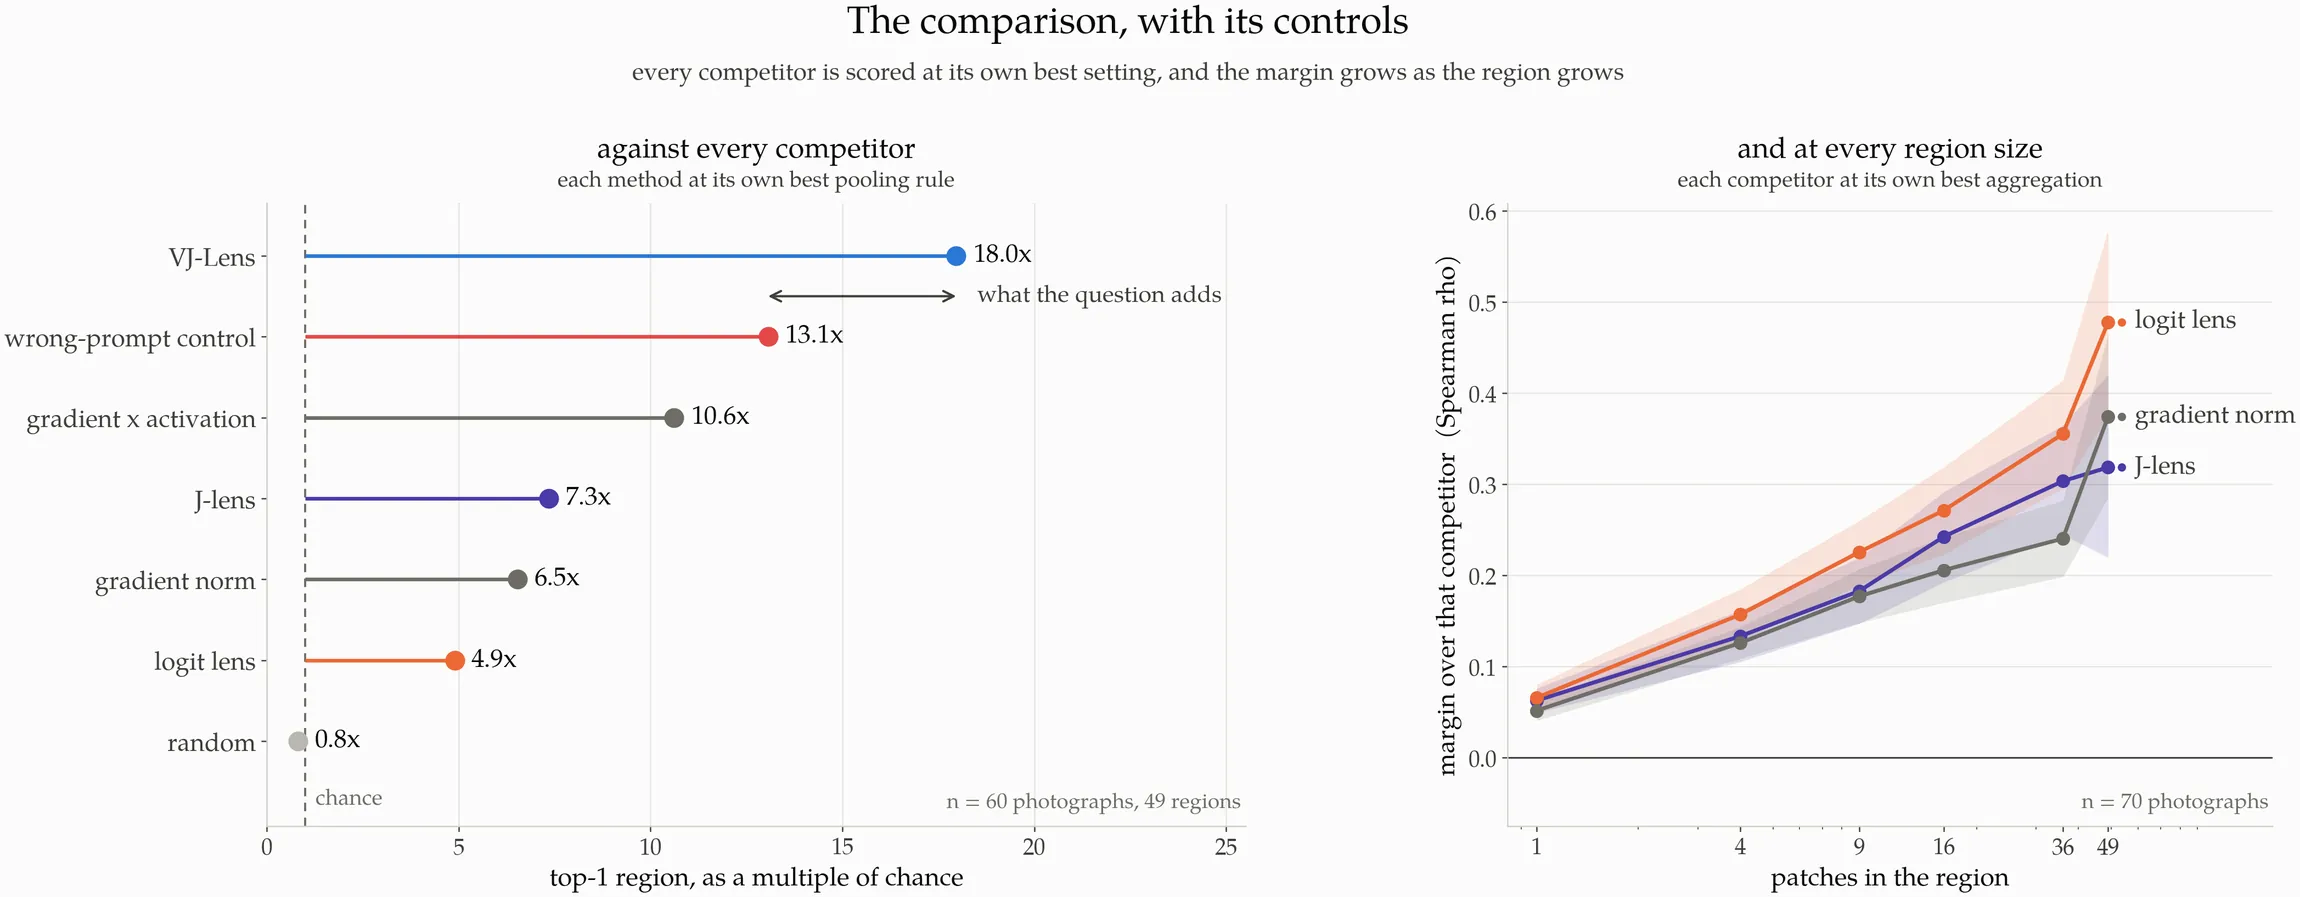 The comparison, with its controls
every competitor is scored at its own best setting, and the margin grows as the region grows
against every competitor
each method at its own best pooling rule
VJ-Lens
18.0x
what the question adds
wrong-prompt control
13.1x
gradient x activation
10.6x
J-lens
7.3x
gradient norm
6.5x
logit lens
4.9x
random
0.8x
chance
n = 60 photographs, 49 regions
0 5 10 15 20 25
top-1 region, as a multiple of chance
and at every region size
each competitor at its own best aggregation
margin over that competitor (Spearman rho)
0.6
0.5
0.4
0.3
0.2
0.1
0.0
logit lens
gradient norm
J-lens
n = 70 photographs
1 4 9 16 36 49
patches in the region